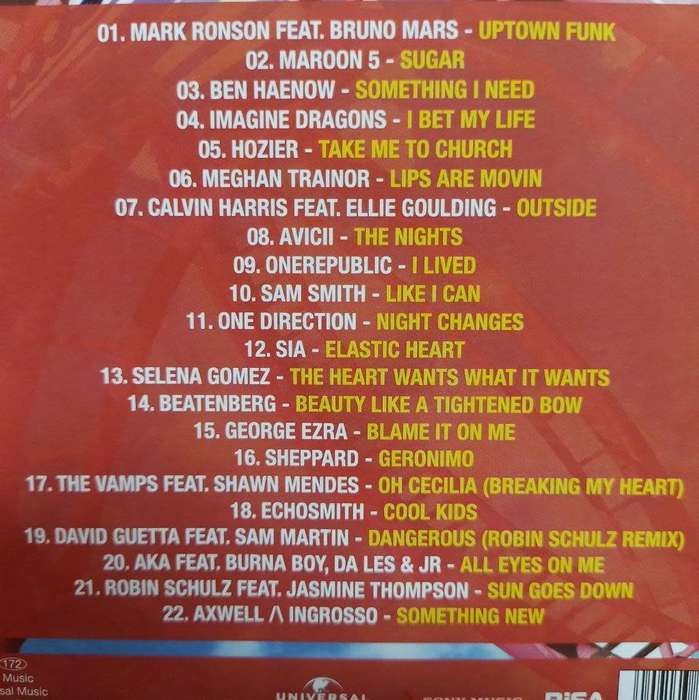 01. MARK RONSON FEAT. BRUNO MARS - UPTOWN FUNK
02. MAROON 5 - SUGAR
03. BEN HAENOW - SOMETHING I NEED
04. IMAGINE DRAGONS - I BET MY LIFE
05. HOZIER - TAKE ME TO CHURCH
06. MEGHAN TRAINOR - LIPS ARE MOVIN
07. CALVIN HARRIS FEAT. ELLIE GOULDING - OUTSIDE
08. AVICII - THE NIGHTS
09. ONEREPUBLIC - I LIVED
10. SAM SMITH - LIKE I CAN
11. ONE DIRECTION - NIGHT CHANGES
12. SIA - ELASTIC HEART
13. SELENA GOMEZ - THE HEART WANTS WHAT IT WANTS
14. BEATENBERG - BEAUTY LIKE A TIGHTENED BOW
15. GEORGE EZRA - BLAME IT ON ME
16. SHEPPARD - GERONIMO
17. THE VAMPS FEAT. SHAWN MENDES - OH CECILIA (BREAKING MY HEART)
18. ECHOSMITH - COOL KIDS
19. DAVID GUETTA FEAT. SAM MARTIN - DANGEROUS (ROBIN SCHULZ REMIX)
20. AKA FEAT. BURNA BOY, DA LES & JR - ALL EYES ON ME
21. ROBIN SCHULZ FEAT. JASMINE THOMPSON - SUN GOES DOWN
22. AXWELL Λ INGROSSO - SOMETHING NEW
172
Music
sal Music
UNIVERSAL
SONY MUSIC
RiSA